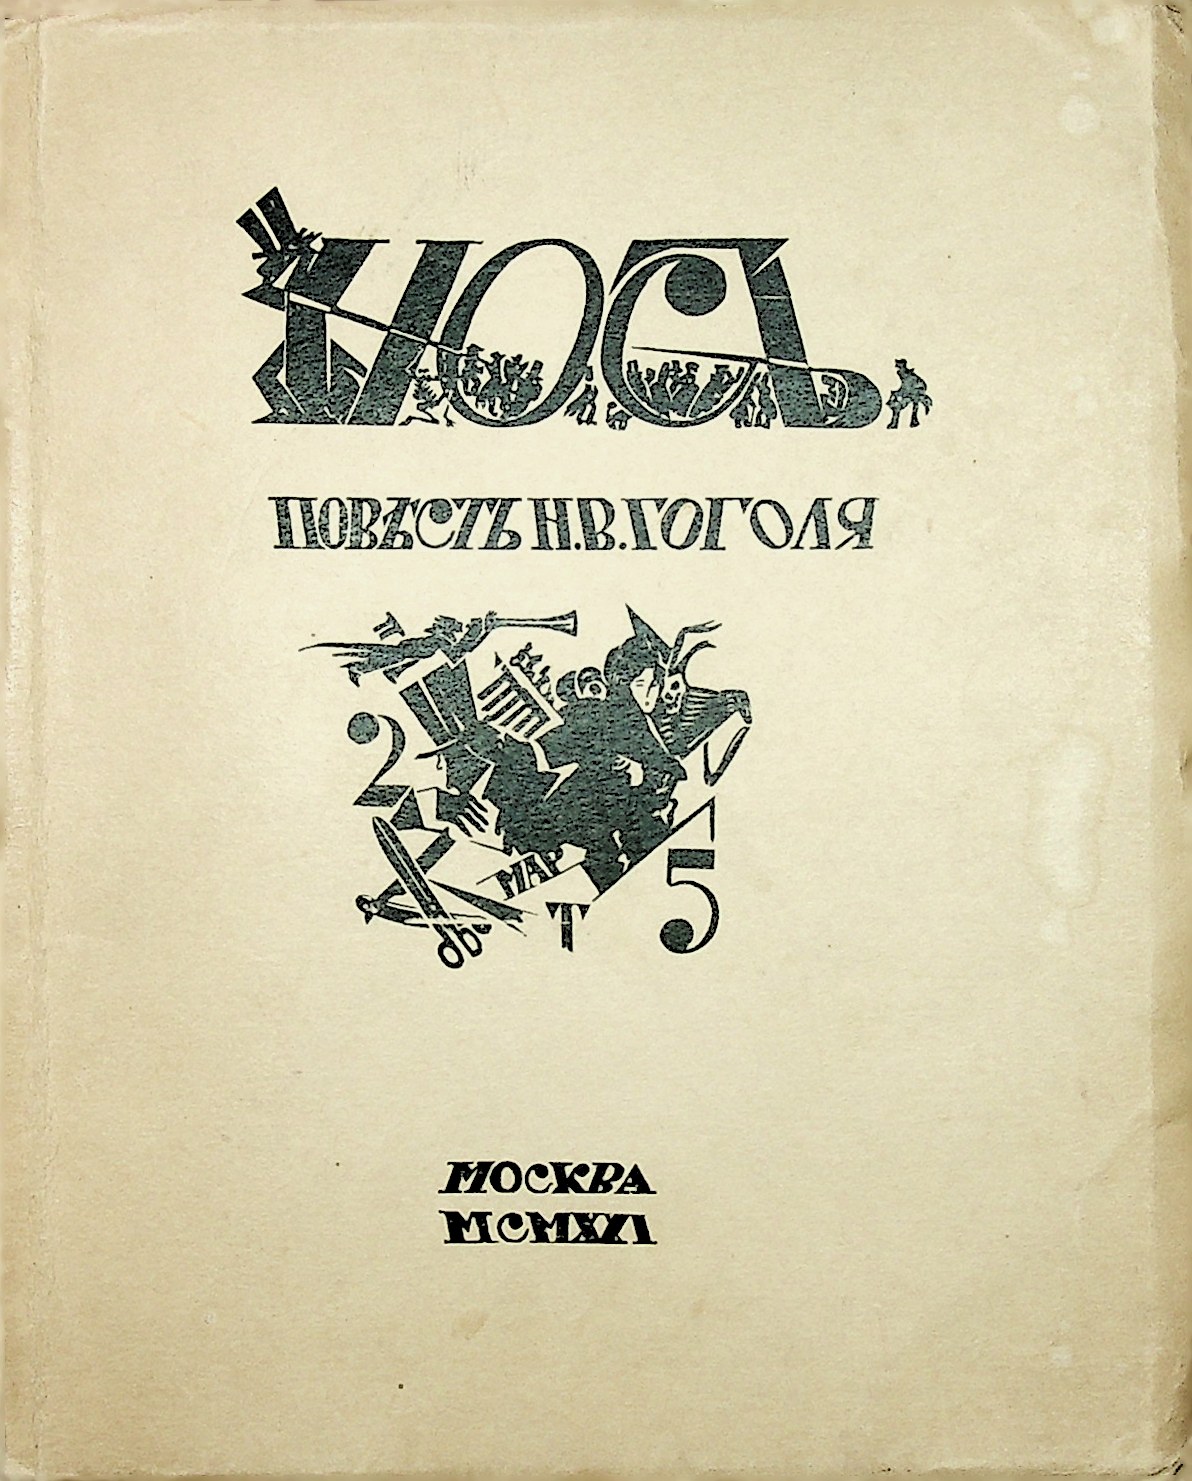 НОСЪ.
ПОВѢСТЬ Н.В.ГОГОЛЯ
2
МАР
Т
5
МОСКВА
MCMXXI